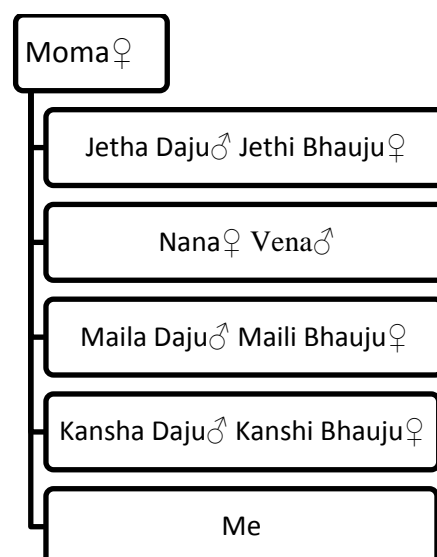 Moma♀
Jetha Daju♂ Jethi Bhauju♀
Nana♀ Vena♂
Maila Daju♂ Maili Bhauju♀
Kansha Daju♂ Kanshi Bhauju♀
Me